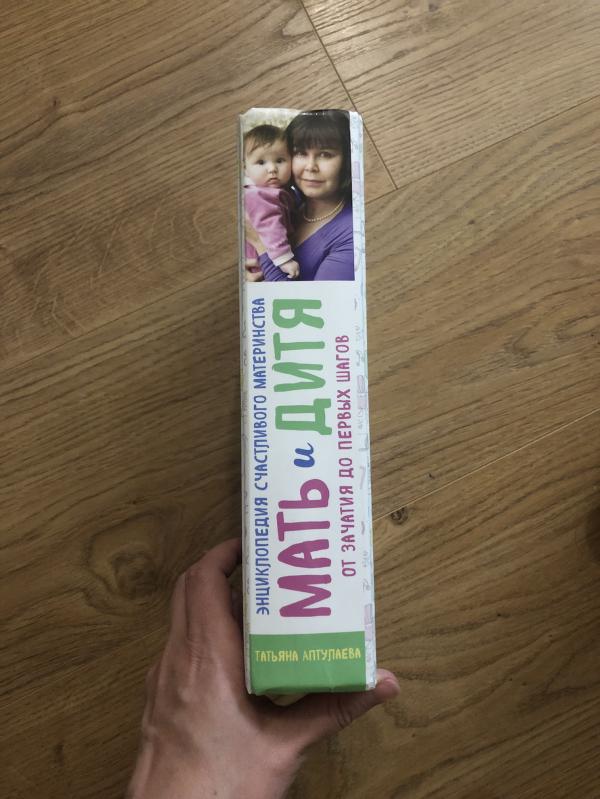 ЭНЦИКЛОПЕДИЯ СЧАСТЛИВОГО МАТЕРИНСТВА
МАТЬ и ДИТЯ
ОТ ЗАЧАТИЯ ДО ПЕРВЫХ ШАГОВ
ТАТЬЯНА АПТУЛАЕВА